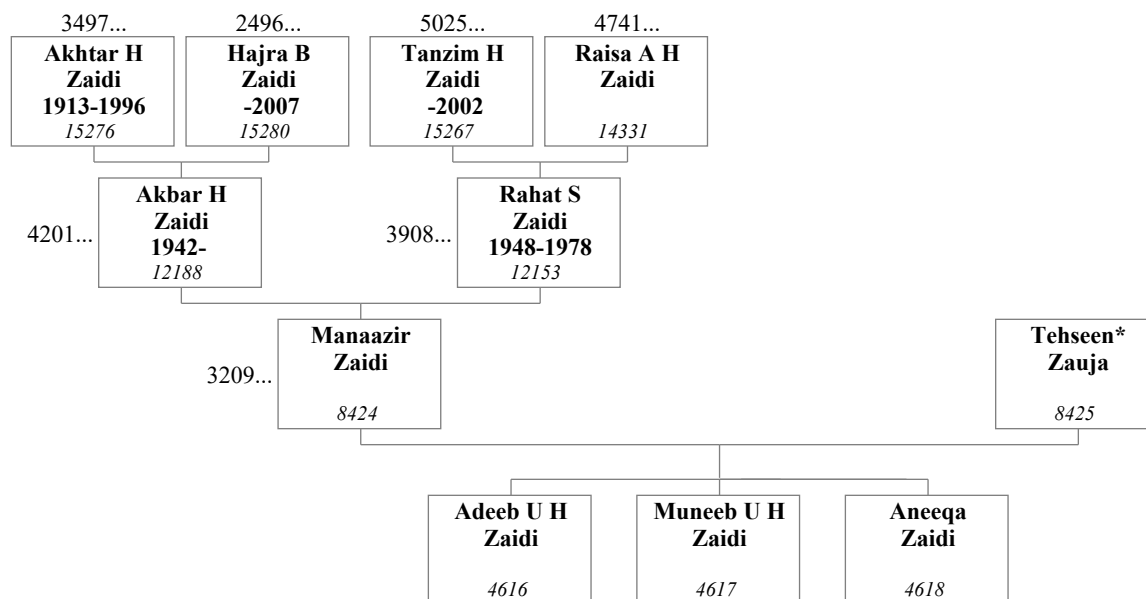 3497...
2496...
5025...
4741...
Akhtar H
Zaidi
1913-1996
15276
Hajra B
Zaidi
-2007
15280
Tanzim H
Zaidi
-2002
15267
Raisa A H
Zaidi
14331
4201...
Akbar H
Zaidi
1942-
12188
3908...
Rahat S
Zaidi
1948-1978
12153
3209...
Manaazir
Zaidi
8424
Tehseen*
Zauja
8425
Adeeb U H
Zaidi
4616
Muneeb U H
Zaidi
4617
Aneeqa
Zaidi
4618